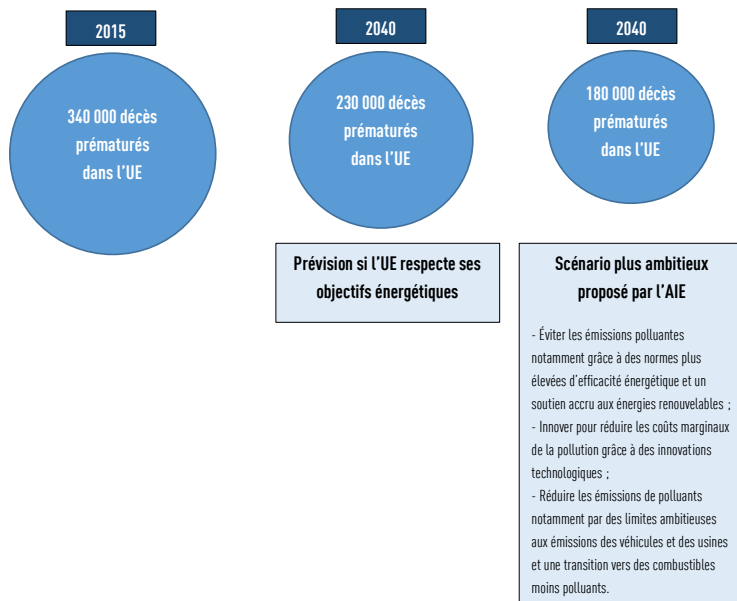 2015
340 000 décès
prématurés
dans l'UE
2040
230 000 décès
prématurés
dans l'UE
Prévision si l'UE respecte ses
objectifs énergétiques
2040
180 000 décès
prématurés
dans l'UE
Scénario plus ambitieux
proposé par l'AIE
- Éviter les émissions polluantes
notamment grâce à des normes plus
élevées d'efficacité énergétique et un
soutien accru aux énergies renouvelables ;
- Innover pour réduire les coûts marginaux
de la pollution grâce à des innovations
technologiques ;
- Réduire les émissions de polluants
notamment par des limites ambitieuses
aux émissions des véhicules et des usines
et une transition vers des combustibles
moins polluants.